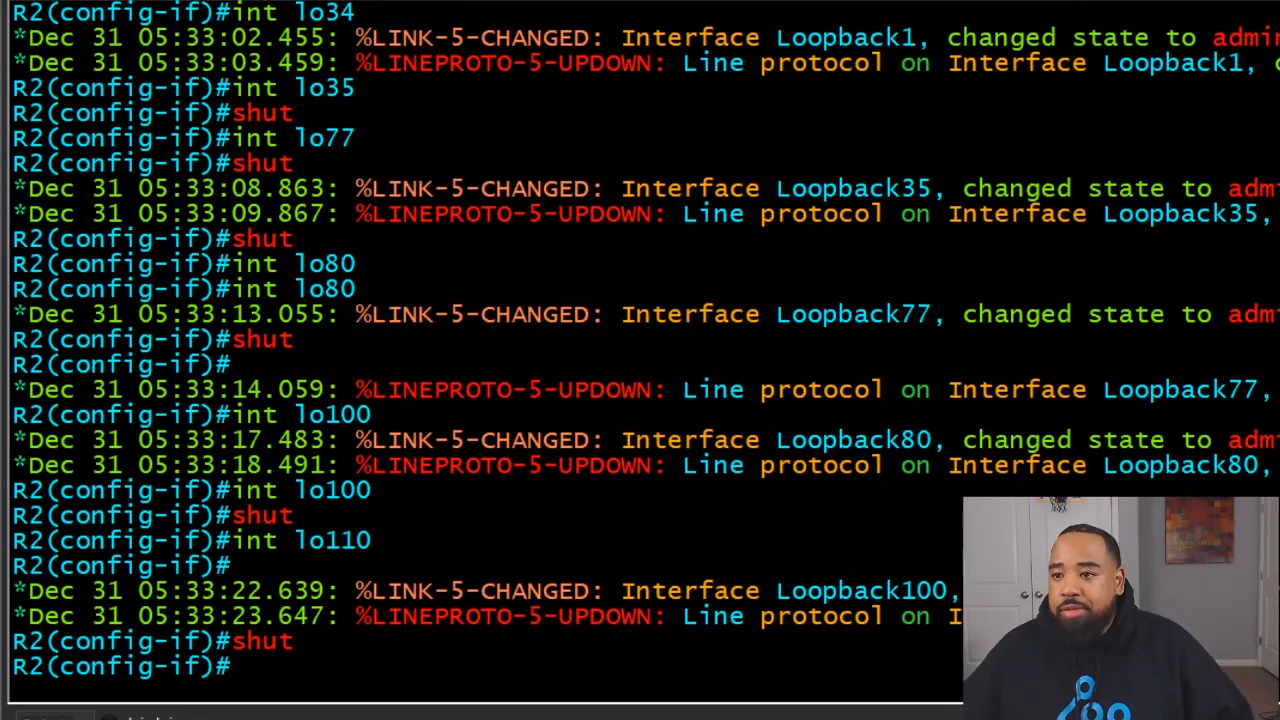 R2(config-if)#int lo34
*Dec 31 05:33:02.455: %LINK-5-CHANGED: Interface Loopback1, changed state to
*Dec 31 05:33:03.459: %LINEPROTO-5-UPDOWN: Line protocol on Interface Loopback1,
R2(config-if)#int lo35
R2(config-if)#shut
R2(config-if)#int lo77
R2(config-if)#shut
*Dec 31 05:33:08.863: %LINK-5-CHANGED: Interface Loopback35, changed state to
*Dec 31 05:33:09.867: %LINEPROTO-5-UPDOWN: Line protocol on Interface Loopback35,
R2(config-if)#shut
R2(config-if)#int lo80
R2(config-if)#int lo80
*Dec 31 05:33:13.055: %LINK-5-CHANGED: Interface Loopback77, changed state to
R2(config-if)#shut
R2(config-if)#
*Dec 31 05:33:14.059: %LINEPROTO-5-UPDOWN: Line protocol on Interface Loopback77,
R2(config-if)#int lo100
*Dec 31 05:33:17.483: %LINK-5-CHANGED: Interface Loopback80, changed state to
*Dec 31 05:33:18.491: %LINEPROTO-5-UPDOWN: Line protocol on Interface Loopback80,
R2(config-if)#int lo100
R2(config-if)#shut
R2(config-if)#int lo110
R2(config-if)#
*Dec 31 05:33:22.639: %LINK-5-CHANGED: Interface Loopback100,
*Dec 31 05:33:23.647: %LINEPROTO-5-UPDOWN: Line protocol on
R2(config-if)#shut
R2(config-if)#